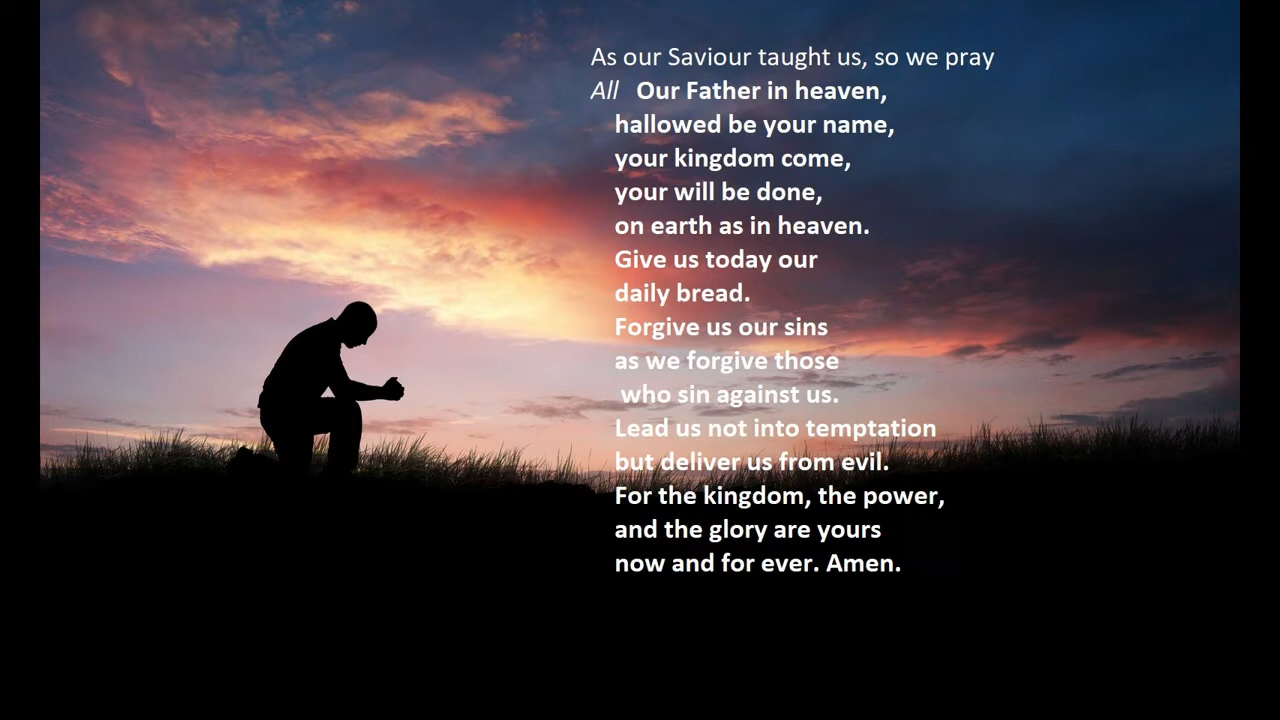 As our Saviour taught us, so we pray
All Our Father in heaven,
hallowed be your name,
your kingdom come,
your will be done,
on earth as in heaven.
Give us today our
daily bread.
Forgive us our sins
as we forgive those
who sin against us.
Lead us not into temptation
but deliver us from evil.
For the kingdom, the power,
and the glory are yours
now and for ever. Amen.